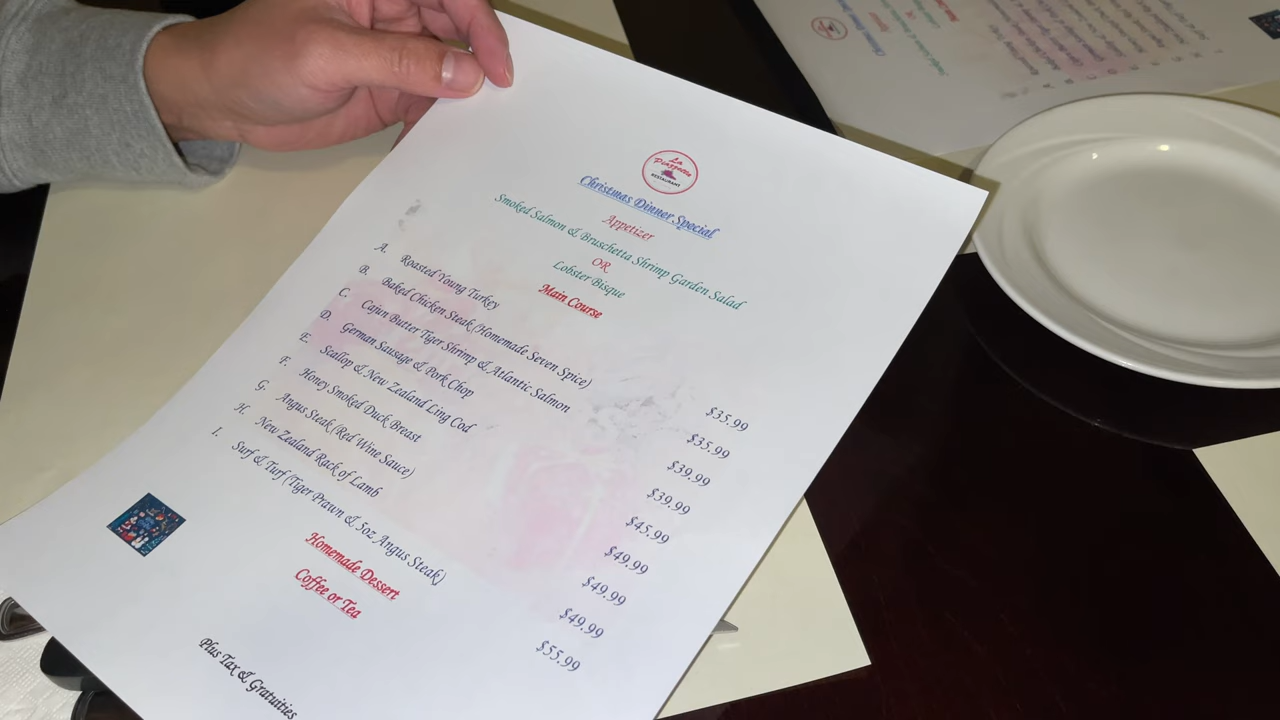 La
Prospectus
RESTAURANT
Christmas Dinner Special
Appetizer
Smoked Salmon & Bruschetta Shrimp Garden Salad
OR
Lobster Bisque
Main Course
A. Roasted Young Turkey $35.99
B. Baked Chicken Steak (Homemade Seven Spice) $35.99
C. Cajun Butter Tiger Shrimp & Atlantic Salmon $39.99
D. German Sausage & Pork Chop $39.99
E. Scallop & New Zealand Ling Cod $45.99
F. Honey Smoked Duck Breast $49.99
G. Angus Steak (Red Wine Sauce) $49.99
H. New Zealand Rack of Lamb $49.99
I. Surf & Turf (Tiger Prawn & 5oz Angus Steak) $55.99
Homemade Dessert
Coffee or Tea
Plus Tax & Gratuities